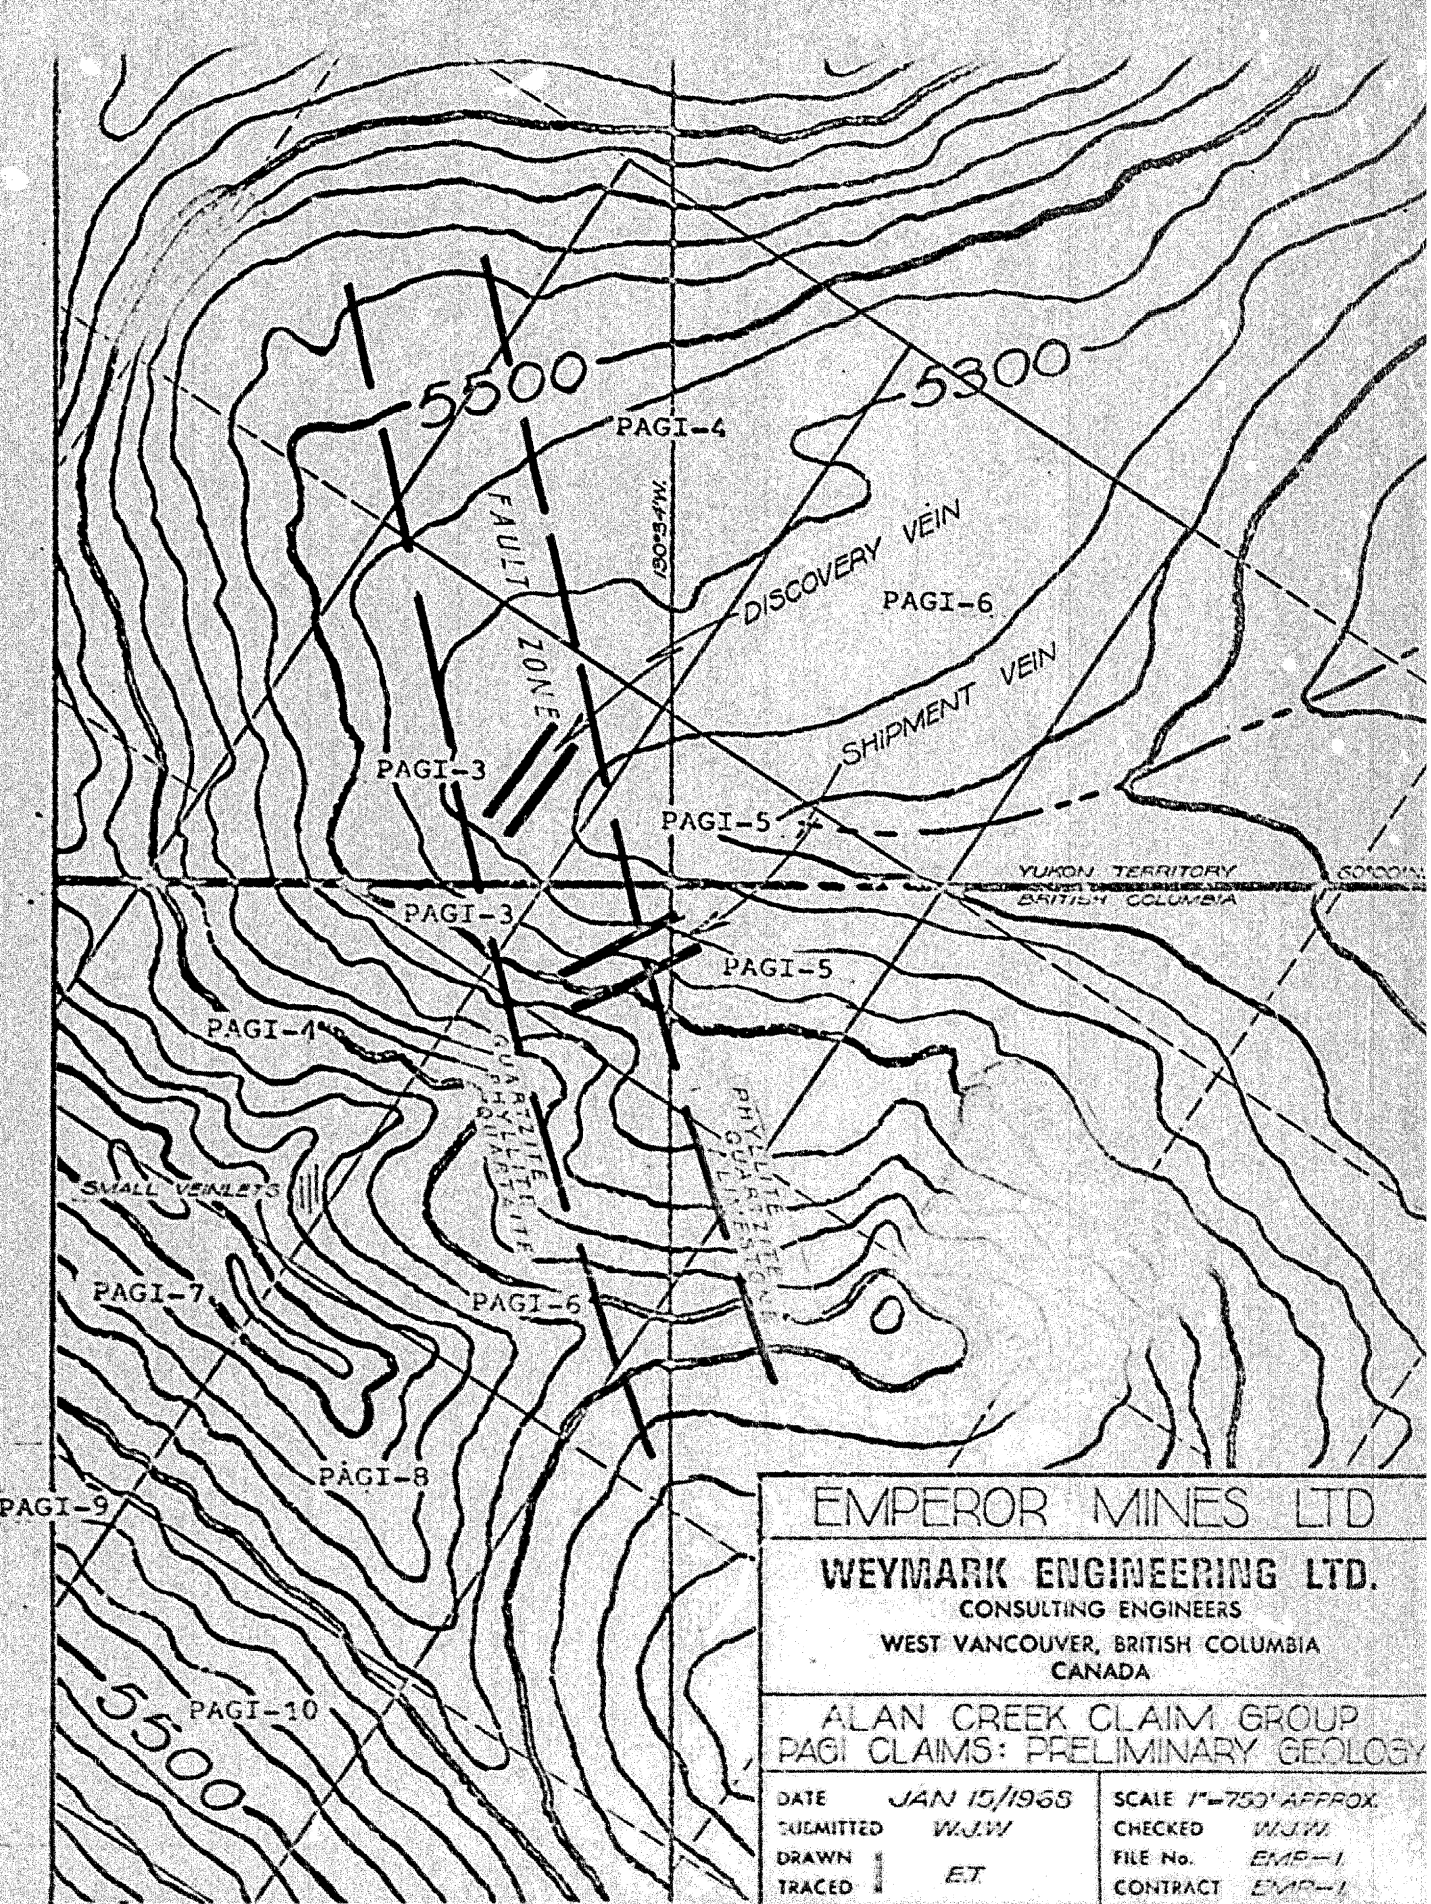 5500
5300
PAGI-4
130°34'W.
FAULT ZONE
DISCOVERY VEIN
PAGI-6
SHIPMENT VEIN
PAGI-3
PAGI-5
YUKON TERRITORY
60°00'N.
BRITISH COLUMBIA
PAGI-3
PAGI-5
PAGI-4
QUARTZITE
PHYLLITE
QUARTZITE
PHYLLITE
QUARTZITE
LIMESTONE
SMALL VEINLETS
PAGI-7
PAGI-6
PAGI-8
PAGI-9
PAGI-10
5500
EMPEROR MINES LTD
WEYMARK ENGINEERING LTD.
CONSULTING ENGINEERS
WEST VANCOUVER, BRITISH COLUMBIA
CANADA
ALAN CREEK CLAIM GROUP
PAGI CLAIMS: PRELIMINARY GEOLOGY
DATE JAN 15/1968
SCALE 1"=750' APPROX.
SUBMITTED W.J.W
CHECKED W.J.W.
DRAWN
TRACED E.T.
FILE No. EMP-1
CONTRACT EMP-1